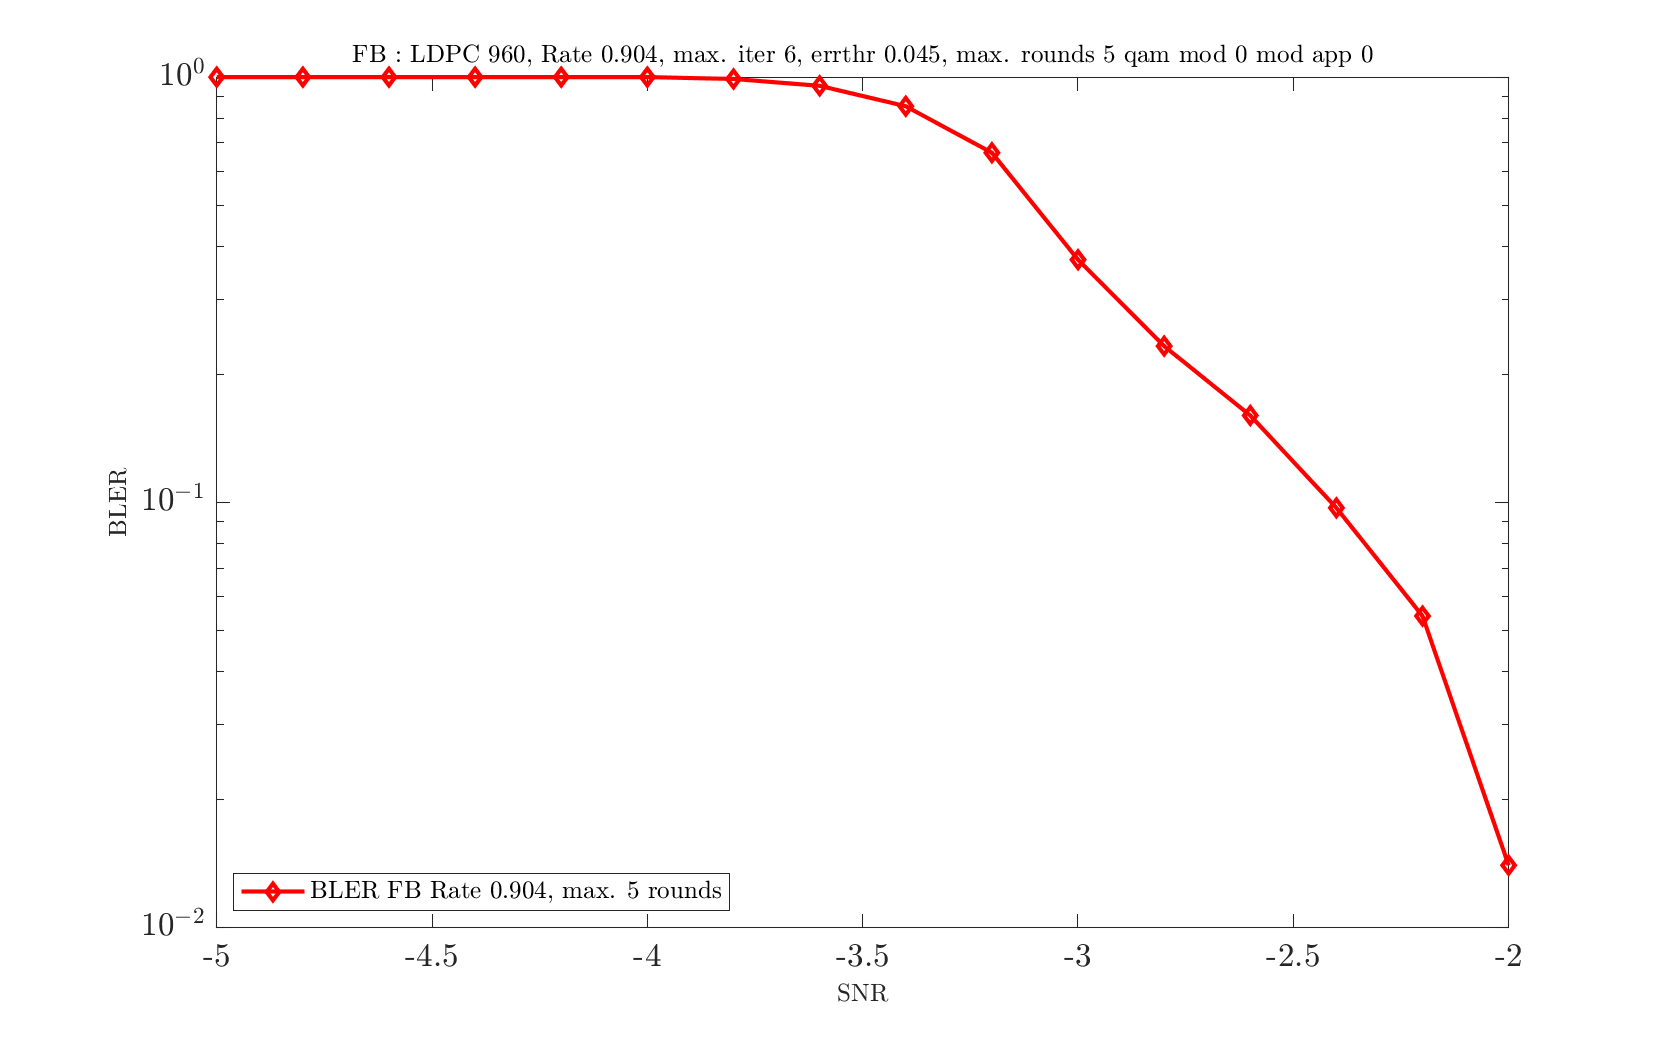 FB : LDPC 960, Rate 0.904, max. iter 6, errthr 0.045, max. rounds 5 qam mod 0 mod app 0
10^0
10^{-1}
10^{-2}
BLER
BLER FB Rate 0.904, max. 5 rounds
-5 -4.5 -4 -3.5 -3 -2.5 -2
SNR